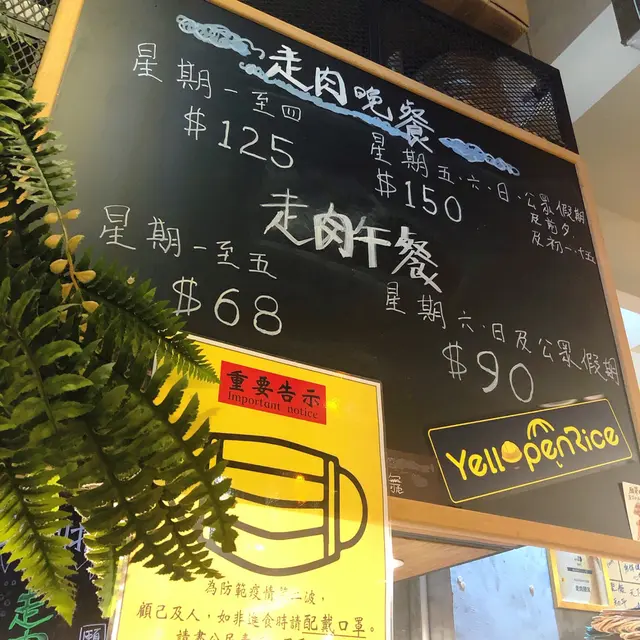 走肉晚餐
星期一至四
$125
星期五.六.日.公眾假期
及前夕
及初一.十五
$150
走肉午餐
星期一至五
$68
星期六.日及公眾假期
$90
YelloOpenRice
重要告示
Important notice
為防範疫情第二波，
顧己及人，如非進食時請配戴口罩。